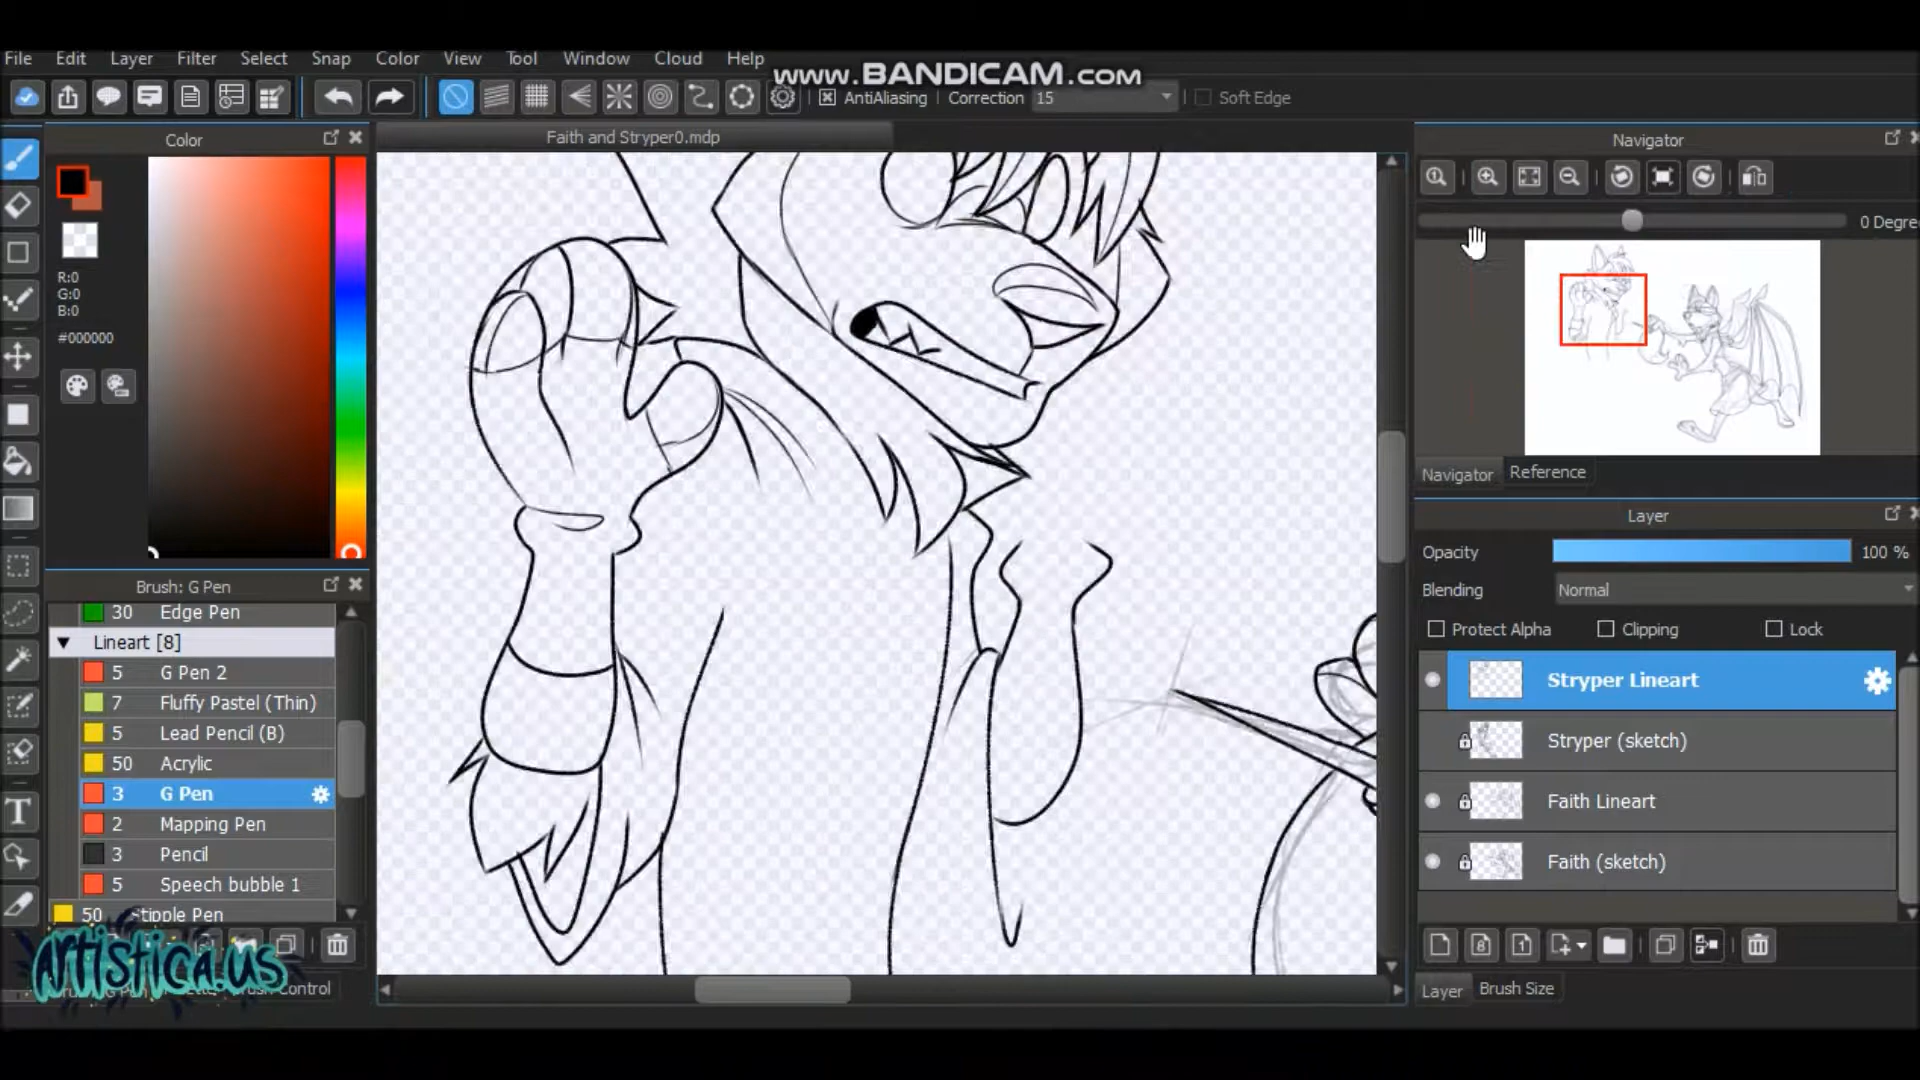 File Edit Layer Filter Select Snap Color View Tool Window Cloud Help
www.BANDICAM.com
AntiAliasing Correction 15 Soft Edge
Color
Faith and Stryper0.mdp
Navigator
R:0
G:0
B:0
#000000
0 Degre
Navigator Reference
Brush: G Pen
30 Edge Pen
Lineart [8]
5 G Pen 2
7 Fluffy Pastel (Thin)
5 Lead Pencil (B)
50 Acrylic
3 G Pen
2 Mapping Pen
3 Pencil
5 Speech bubble 1
50 Stipple Pen
Artistica.us
Control
Layer
Opacity 100 %
Blending Normal
Protect Alpha Clipping Lock
Stryper Lineart
Stryper (sketch)
Faith Lineart
Faith (sketch)
Layer Brush Size